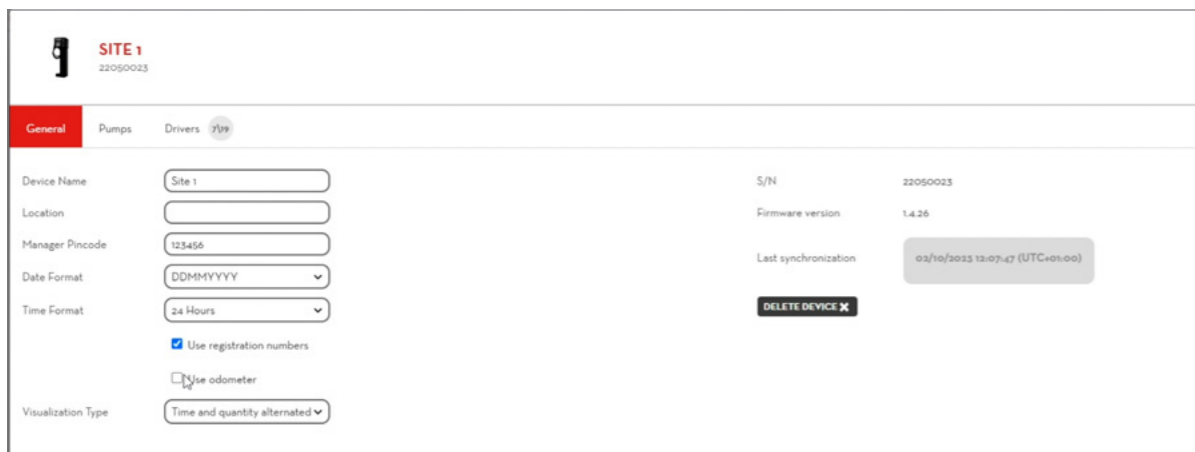 SITE 1
22050023
General Pumps Drivers 7\19
Device Name Site 1 S/N 22050023
Location Firmware version 1.4.26
Manager Pincode 123456
Last synchronization 02/10/2023 12:07:47 (UTC+01:00)
Date Format DDMMYYYY
Time Format 24 Hours DELETE DEVICE X
Use registration numbers
Use odometer
Visualization Type Time and quantity alternated